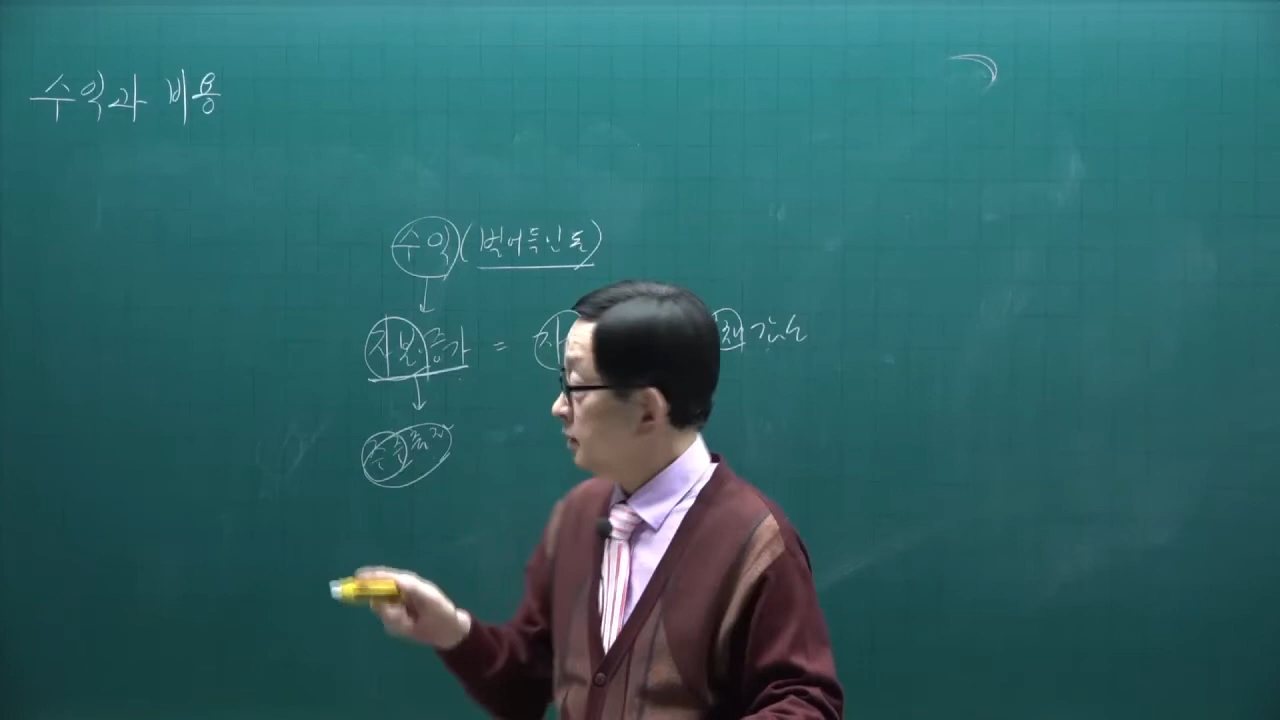 수익과 비용
수익 (벌어들인 돈)
자본 증가 = 자 채 감소